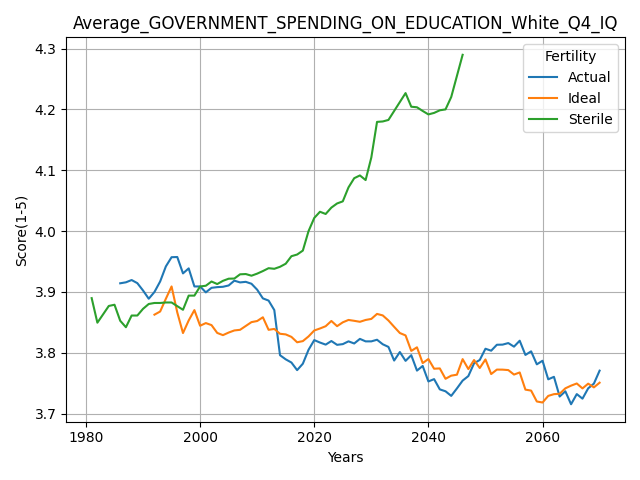 Average_GOVERNMENT_SPENDING_ON_EDUCATION_White_Q4_IQ
Fertility
Actual
Ideal
Sterile
Score(1-5)
4.3
4.2
4.1
4.0
3.9
3.8
3.7
1980
2000
2020
2040
2060
Years